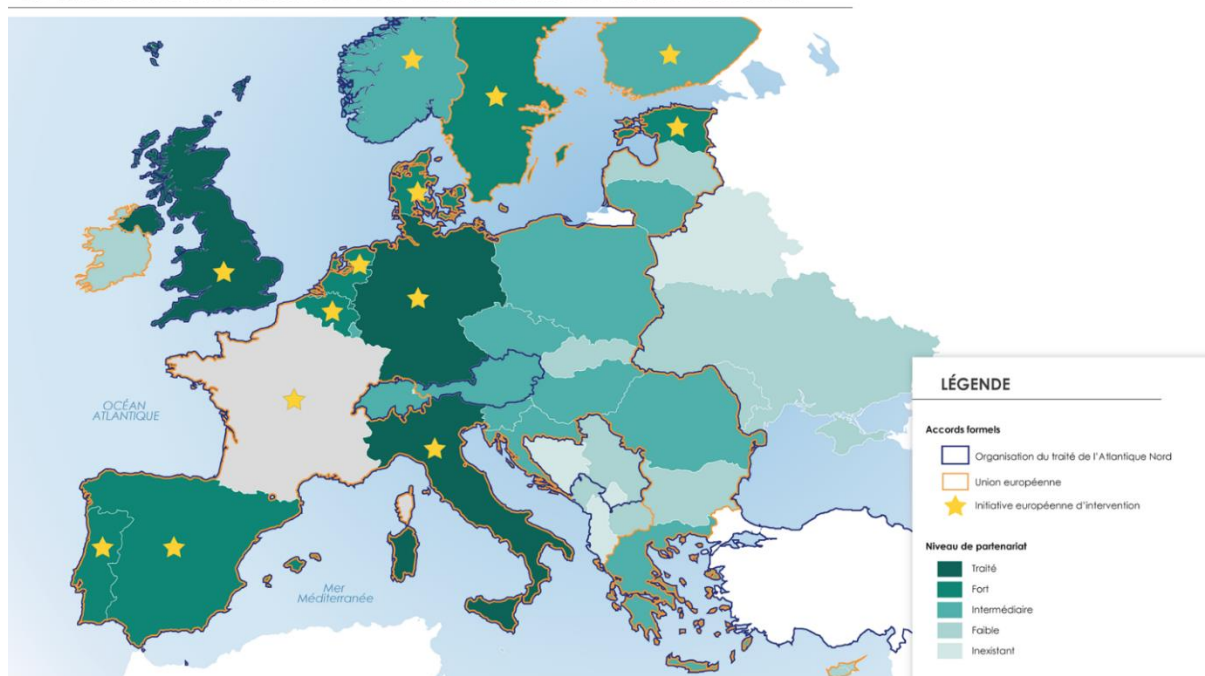 OCÉAN
ATLANTIQUE
Mer
Méditerranée
LÉGENDE
Accords formels
Organisation du traité de l'Atlantique Nord
Union européenne
Initiative européenne d'intervention
Niveau de partenariat
Traité
Fort
Intermédiaire
Faible
Inexistant